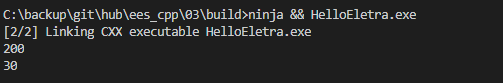 C:\backup\git\hub\ees_cpp\03\build>ninja && HelloEletra.exe
[2/2] Linking CXX executable HelloEletra.exe
200
30